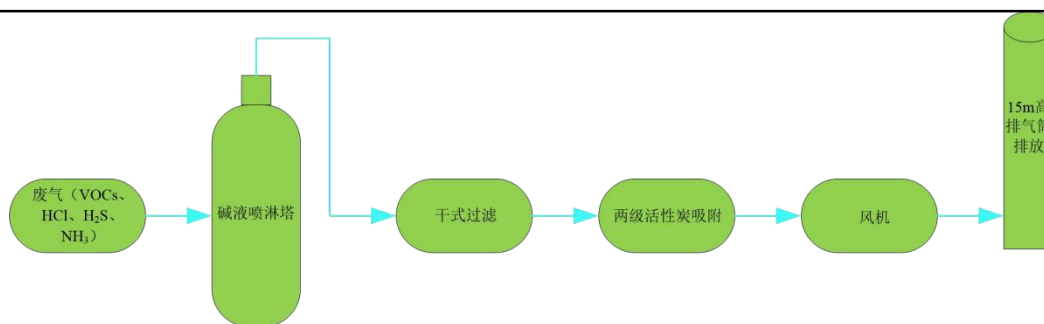 废气（VOCs、
HCl、H₂S、
NH₃）
碱液喷淋塔
干式过滤
两级活性炭吸附
风机
15m高
排气筒
排放